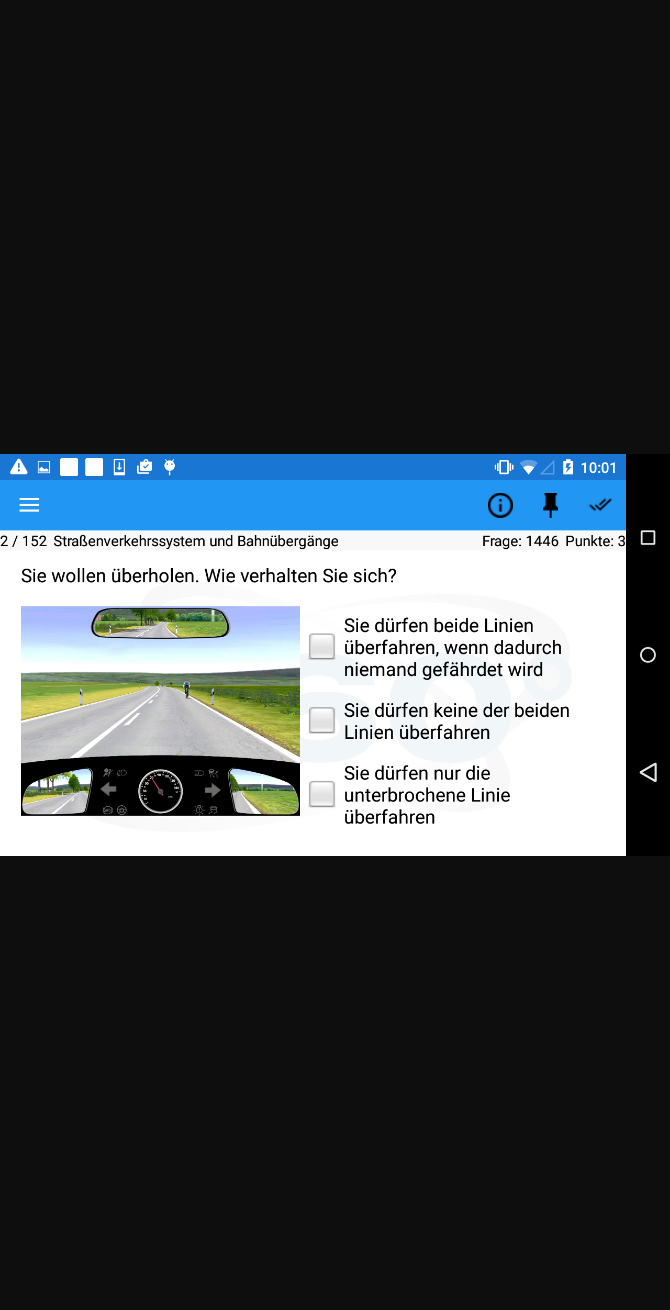 10:01
2 / 152 Straßenverkehrssystem und Bahnübergänge Frage: 1446 Punkte: 3
Sie wollen überholen. Wie verhalten Sie sich?
Sie dürfen beide Linien
überfahren, wenn dadurch
niemand gefährdet wird
Sie dürfen keine der beiden
Linien überfahren
Sie dürfen nur die
unterbrochene Linie
überfahren